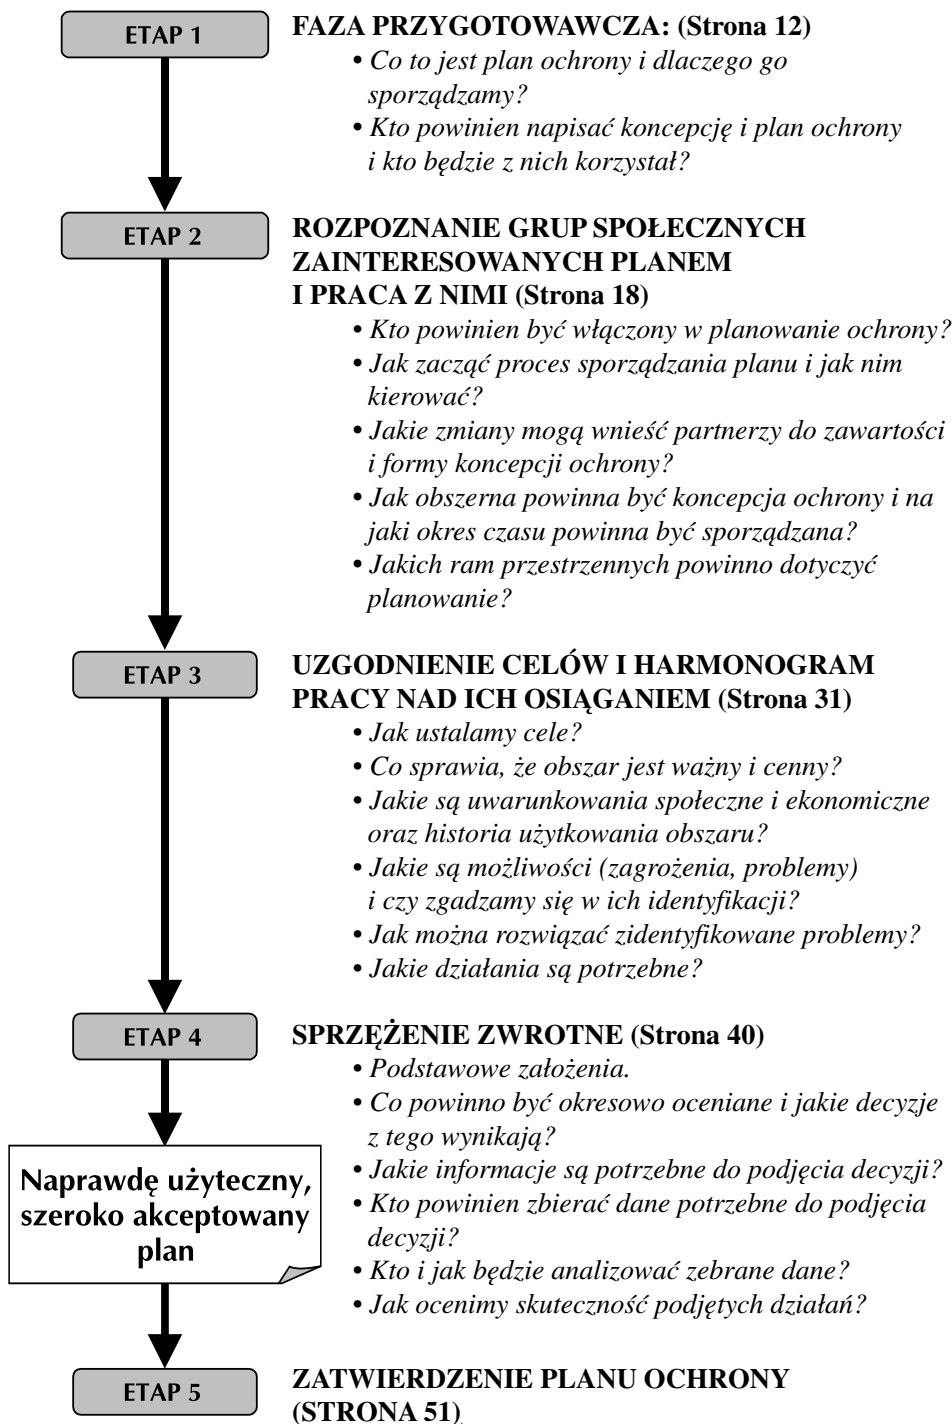 ETAP 1
FAZA PRZYGOTOWAWCZA: (Strona 12)
• Co to jest plan ochrony i dlaczego go
sporządzamy?
• Kto powinien napisać koncepcję i plan ochrony
i kto będzie z nich korzystał?
ETAP 2
ROZPOZNANIE GRUP SPOŁECZNYCH
ZAINTERESOWANYCH PLANEM
I PRACA Z NIMI (Strona 18)
• Kto powinien być włączony w planowanie ochrony?
• Jak zacząć proces sporządzania planu i jak nim
kierować?
• Jakie zmiany mogą wnieść partnerzy do zawartości
i formy koncepcji ochrony?
• Jak obszerna powinna być koncepcja ochrony i na
jaki okres czasu powinna być sporządzana?
• Jakich ram przestrzennych powinno dotyczyć
planowanie?
ETAP 3
UZGODNIENIE CELÓW I HARMONOGRAM
PRACY NAD ICH OSIĄGANIEM (Strona 31)
• Jak ustalamy cele?
• Co sprawia, że obszar jest ważny i cenny?
• Jakie są uwarunkowania społeczne i ekonomiczne
oraz historia użytkowania obszaru?
• Jakie są możliwości (zagrożenia, problemy)
i czy zgadzamy się w ich identyfikacji?
• Jak można rozwiązać zidentyfikowane problemy?
• Jakie działania są potrzebne?
ETAP 4
SPRZĘŻENIE ZWROTNE (Strona 40)
• Podstawowe założenia.
• Co powinno być okresowo oceniane i jakie decyzje
z tego wynikają?
• Jakie informacje są potrzebne do podjęcia decyzji?
• Kto powinien zbierać dane potrzebne do podjęcia
decyzji?
• Kto i jak będzie analizować zebrane dane?
• Jak ocenimy skuteczność podjętych działań?
Naprawdę użyteczny,
szeroko akceptowany
plan
ETAP 5
ZATWIERDZENIE PLANU OCHRONY
(STRONA 51)